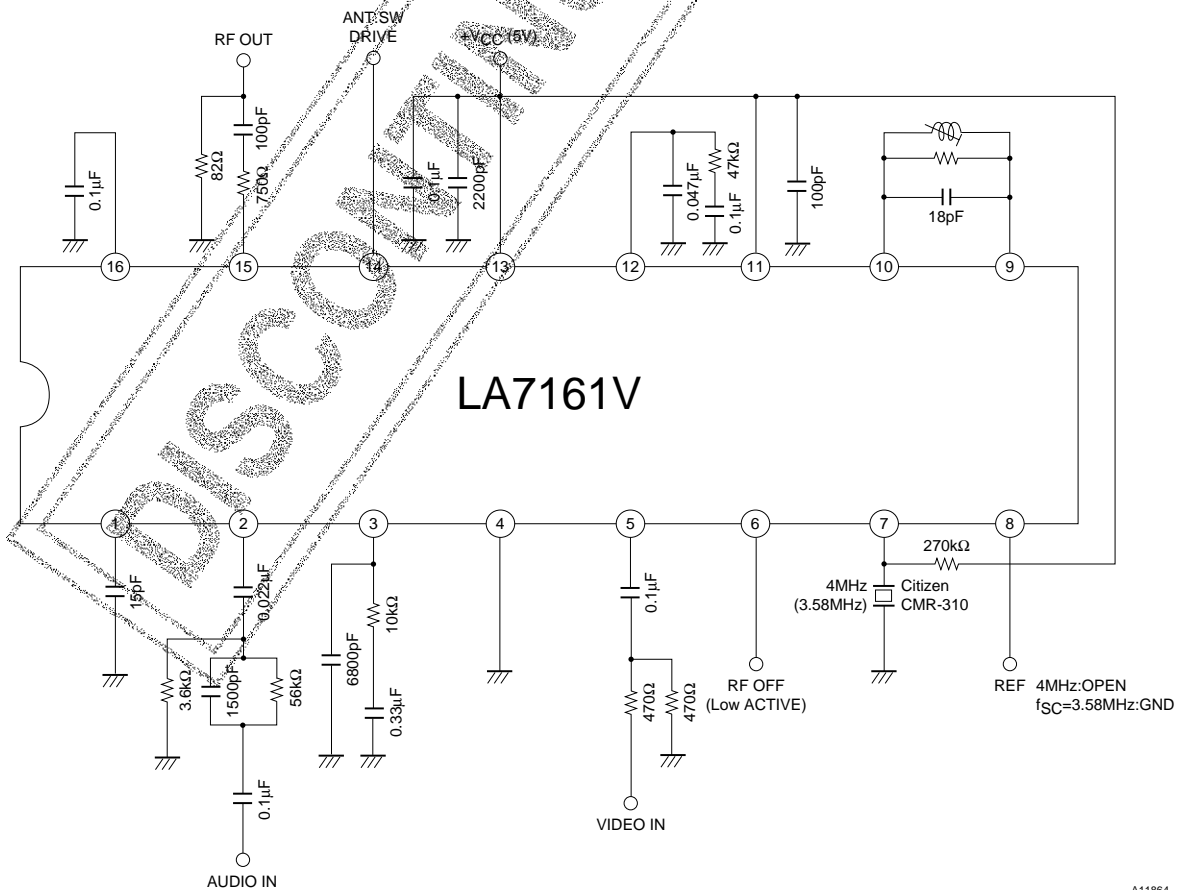 ANT SW
DRIVE
+VCC (5V)
RF OUT
0.1µF
82Ω
100pF
750Ω
0.1µF
2200pF
0.047µF
47kΩ
0.1µF
100pF
18pF
16
15
14
13
12
11
10
9
LA7161V
DISCONTIN
1
2
3
4
5
6
7
8
15pF
0.022µF
3.6kΩ
1500pF
56kΩ
0.1µF
AUDIO IN
6800pF
10kΩ
0.33µF
0.1µF
470Ω
470Ω
VIDEO IN
RF OFF
(Low ACTIVE)
270kΩ
4MHz
(3.58MHz)
Citizen
CMR-310
REF
4MHz:OPEN
fSC=3.58MHz:GND
A11864